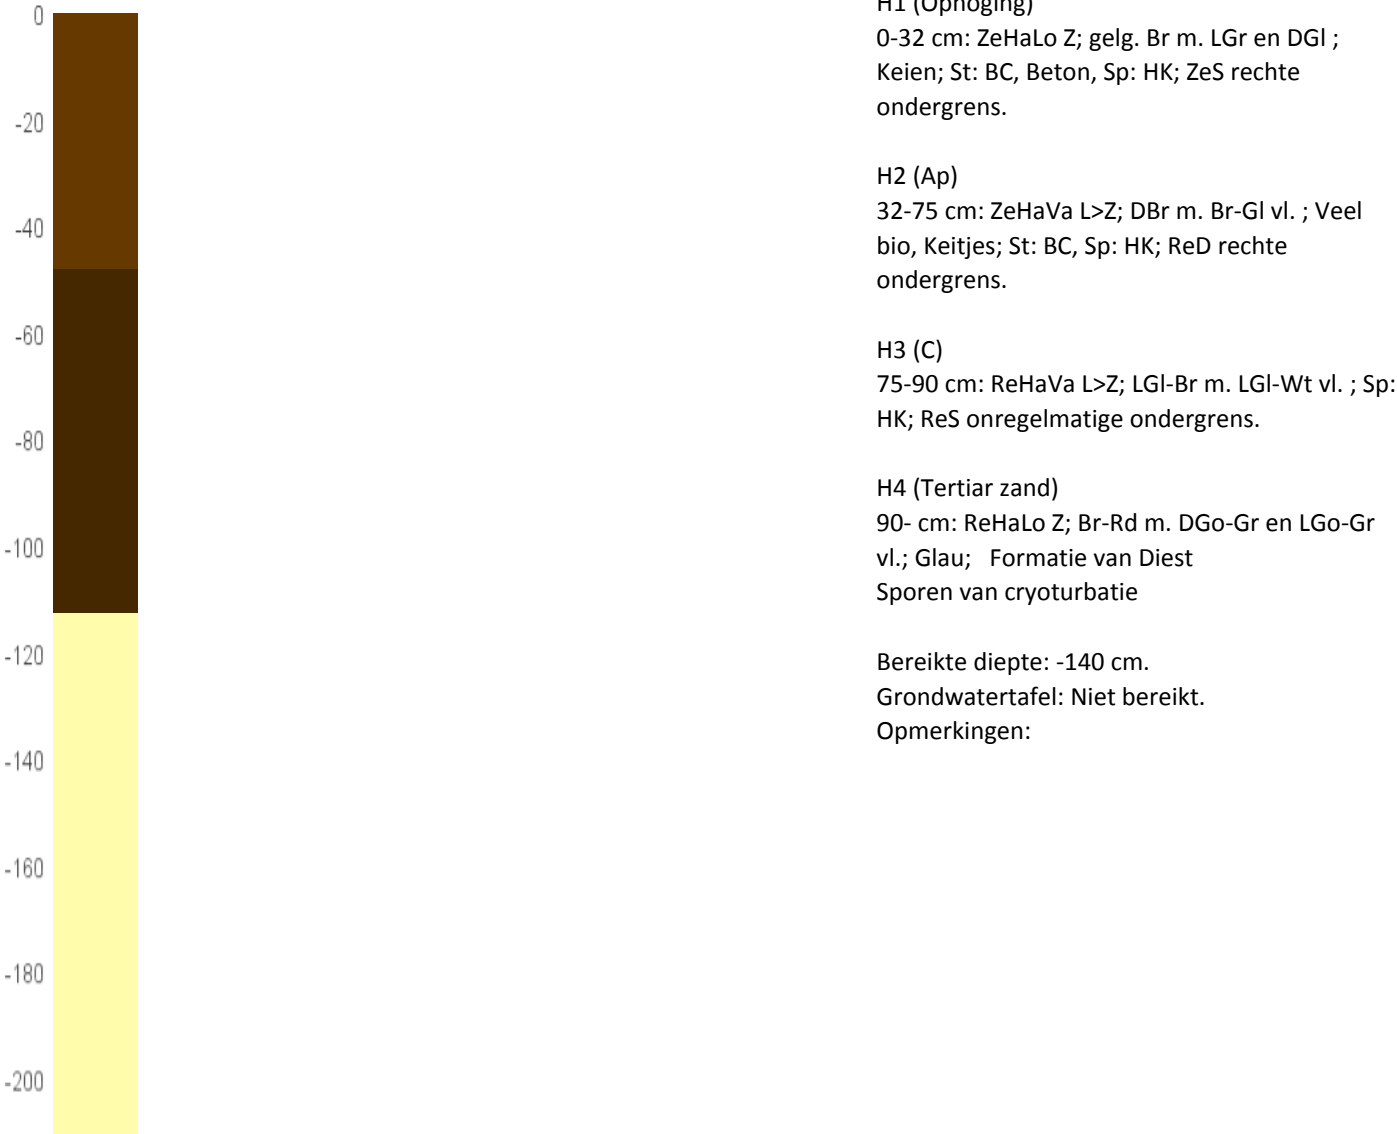 H1 (Ophoging)
0-32 cm: ZeHaLo Z; gelg. Br m. LGr en DGl ;
Keien; St: BC, Beton, Sp: HK; ZeS rechte
ondergrens.
H2 (Ap)
32-75 cm: ZeHaVa L>Z; DBr m. Br-Gl vl. ; Veel
bio, Keitjes; St: BC, Sp: HK; ReD rechte
ondergrens.
H3 (C)
75-90 cm: ReHaVa L>Z; LGl-Br m. LGl-Wt vl. ; Sp:
HK; ReS onregelmatige ondergrens.
H4 (Tertiar zand)
90- cm: ReHaLo Z; Br-Rd m. DGo-Gr en LGo-Gr
vl.; Glau; Formatie van Diest
Sporen van cryoturbatie
Bereikte diepte: -140 cm.
Grondwatertafel: Niet bereikt.
Opmerkingen:
0
-20
-40
-60
-80
-100
-120
-140
-160
-180
-200